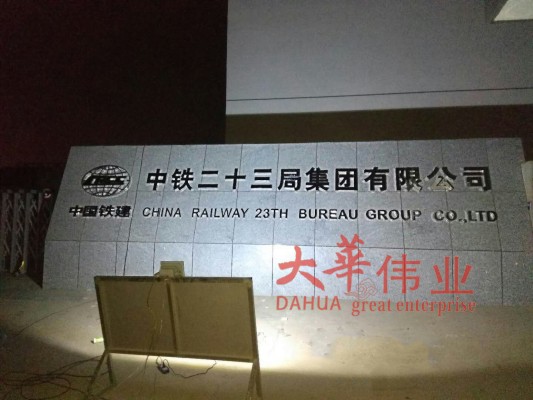 中铁二十三局集团有限公司
中国铁建 CHINA RAILWAY 23TH BUREAU GROUP CO.,LTD
大華伟业
DAHUA great enterprise